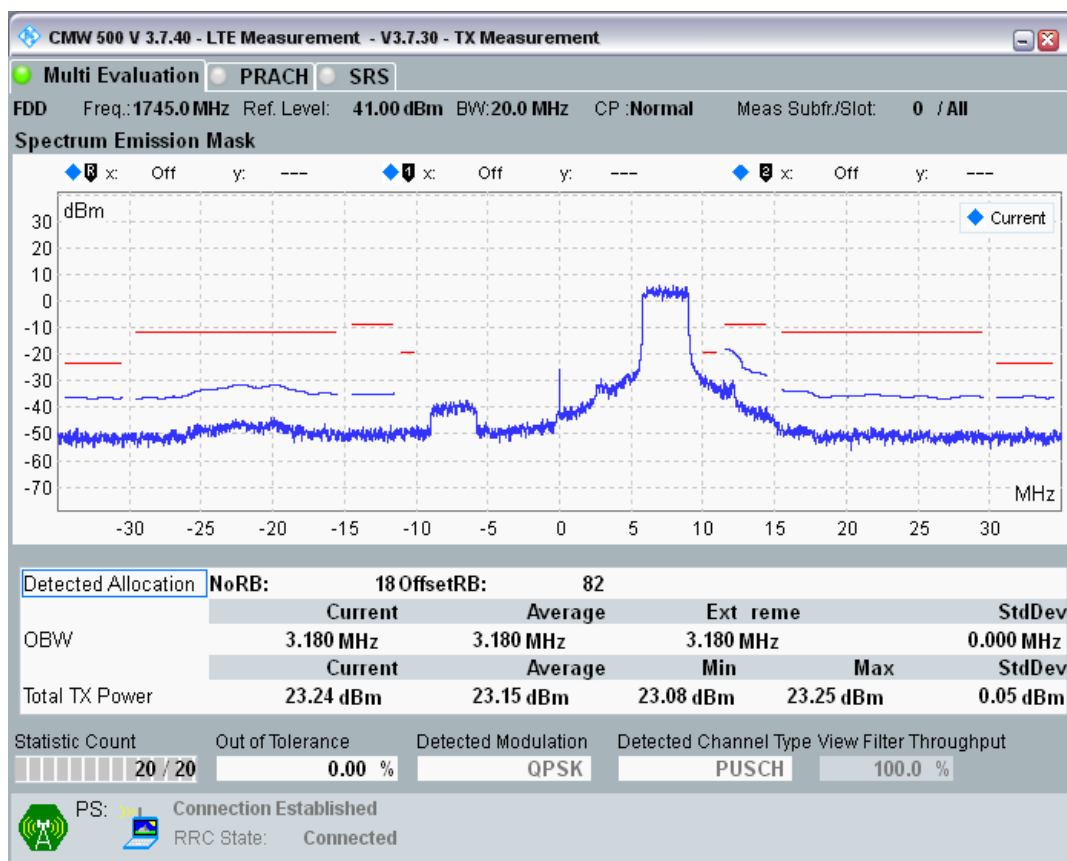 CMW 500 V 3.7.40 - LTE Measurement - V3.7.30 - TX Measurement
Multi Evaluation PRACH SRS
FDD Freq.: 1745.0 MHz Ref. Level: 41.00 dBm BW: 20.0 MHz CP :Normal Meas Subfr./Slot: 0 / All
Spectrum Emission Mask
R x: Off y: --- 1 x: Off y: --- 2 x: Off y: ---
dBm
Current
30
20
10
0
-10
-20
-30
-40
-50
-60
-70
MHz
-30 -25 -20 -15 -10 -5 0 5 10 15 20 25 30
Detected Allocation NoRB: 18 OffsetRB: 82
Current Average Ext reme StdDev
OBW 3.180 MHz 3.180 MHz 3.180 MHz 0.000 MHz
Current Average Min Max StdDev
Total TX Power 23.24 dBm 23.15 dBm 23.08 dBm 23.25 dBm 0.05 dBm
Statistic Count Out of Tolerance Detected Modulation Detected Channel Type View Filter Throughput
20 / 20 0.00 % QPSK PUSCH 100.0 %
PS: Connection Established
RRC State: Connected